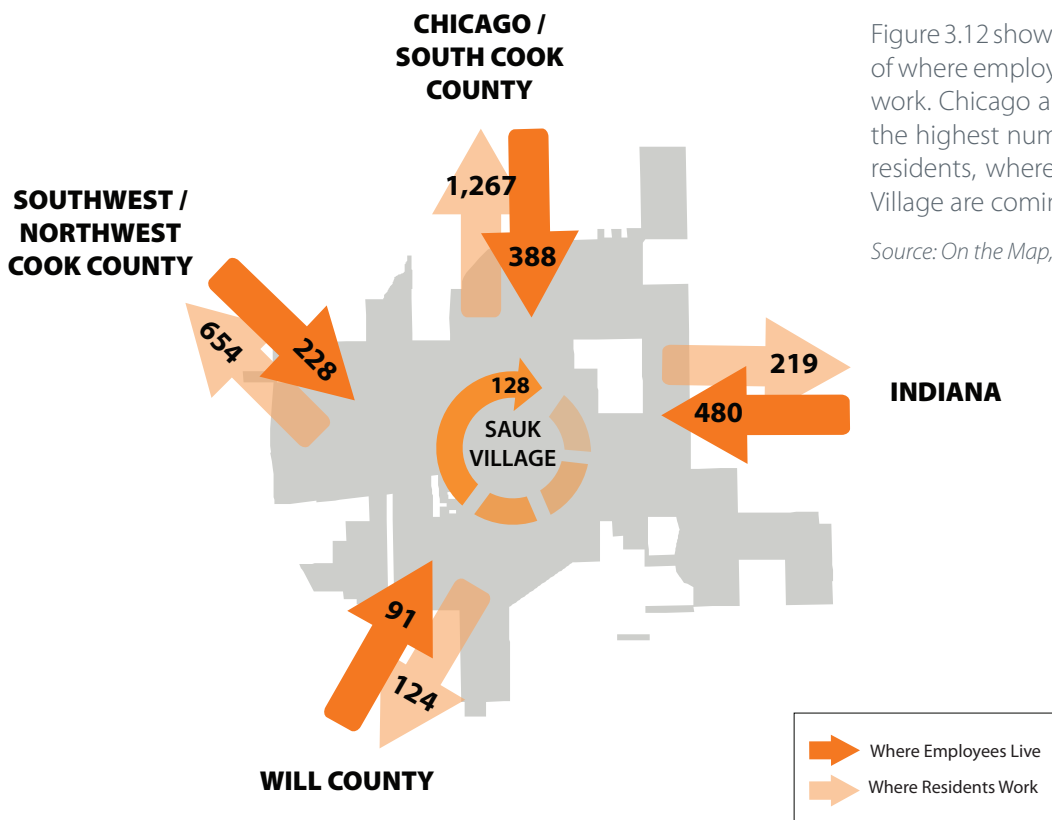 CHICAGO /
SOUTH COOK
COUNTY
Figure 3.12 show
of where employ
work. Chicago a
the highest num
residents, where
Village are comin
Source: On the Map,
SOUTHWEST /
NORTHWEST
COOK COUNTY
1,267
388
654
228
219
480
INDIANA
128
SAUK
VILLAGE
91
124
WILL COUNTY
Where Employees Live
Where Residents Work